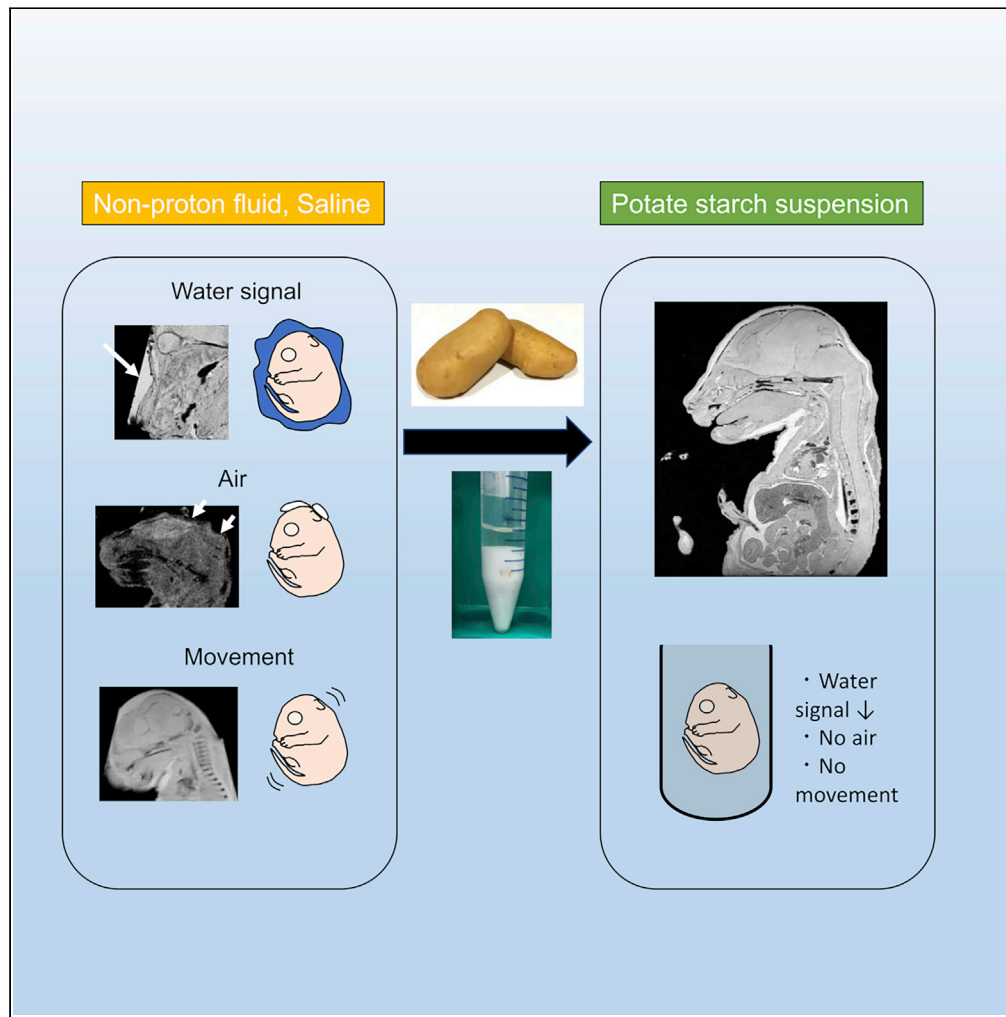 Non-proton fluid, Saline
Potate starch suspension
Water signal
Air
Movement
・Water
signal ↓
・No air
・No
movement